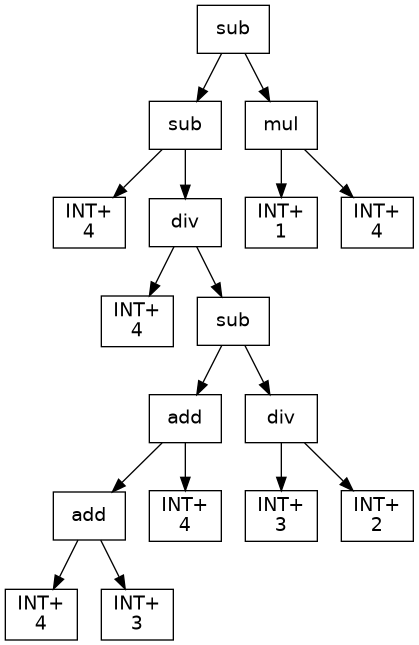 sub
sub
mul
INT+
4
div
INT+
1
INT+
4
INT+
4
sub
add
div
add
INT+
4
INT+
3
INT+
2
INT+
4
INT+
3